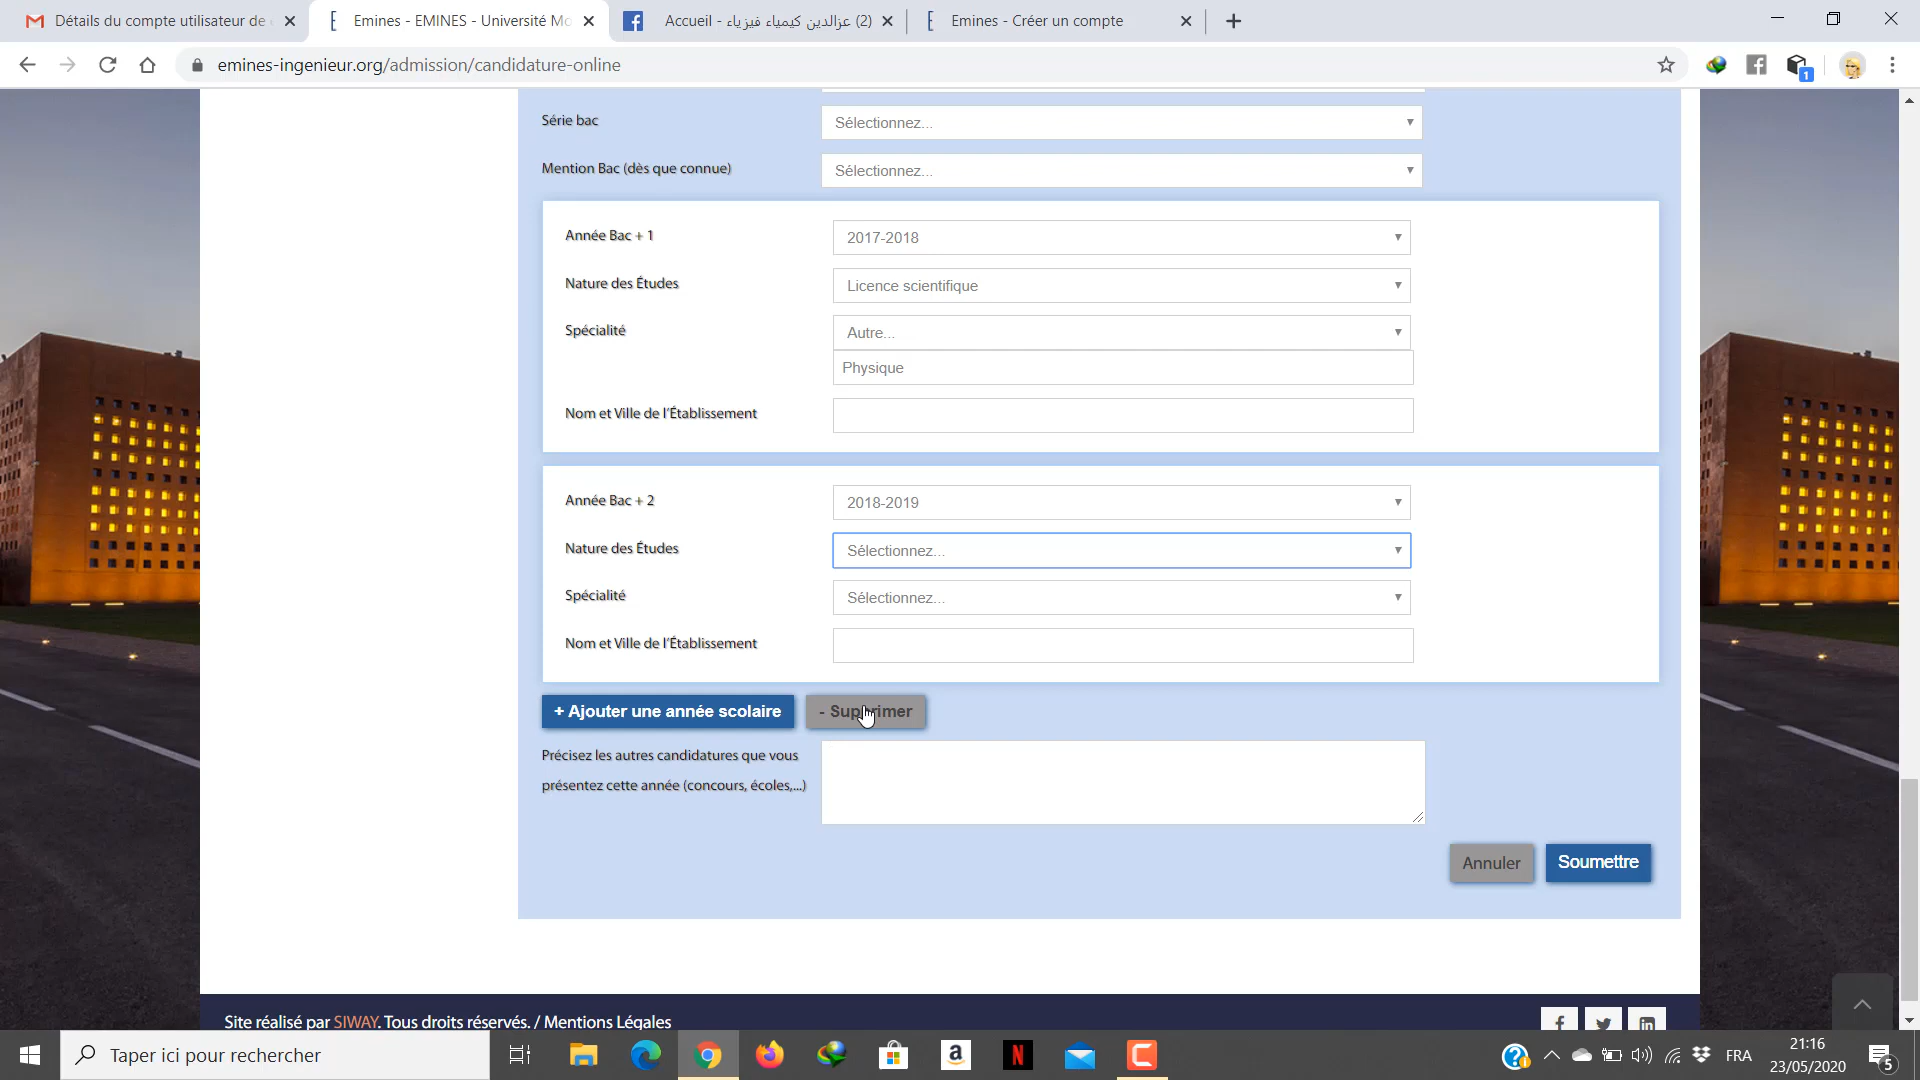 Détails du compte utilisateur de
Emines - EMINES - Université Mo
Accueil - عزالدين كيمياء فيزياء (2)
Emines - Créer un compte
emines-ingenieur.org/admission/candidature-online
1
Série bac
Sélectionnez...
Mention Bac (dès que connue)
Sélectionnez...
Année Bac + 1
2017-2018
Nature des Études
Licence scientifique
Spécialité
Autre...
Physique
Nom et Ville de l'Établissement
Année Bac + 2
2018-2019
Nature des Études
Sélectionnez...
Spécialité
Sélectionnez...
Nom et Ville de l'Établissement
+ Ajouter une année scolaire
- Supprimer
Précisez les autres candidatures que vous
présentez cette année (concours, écoles,...)
Annuler
Soumettre
Site réalisé par SIWAY. Tous droits réservés. / Mentions Légales
Taper ici pour rechercher
FRA
21:16
23/05/2020
5